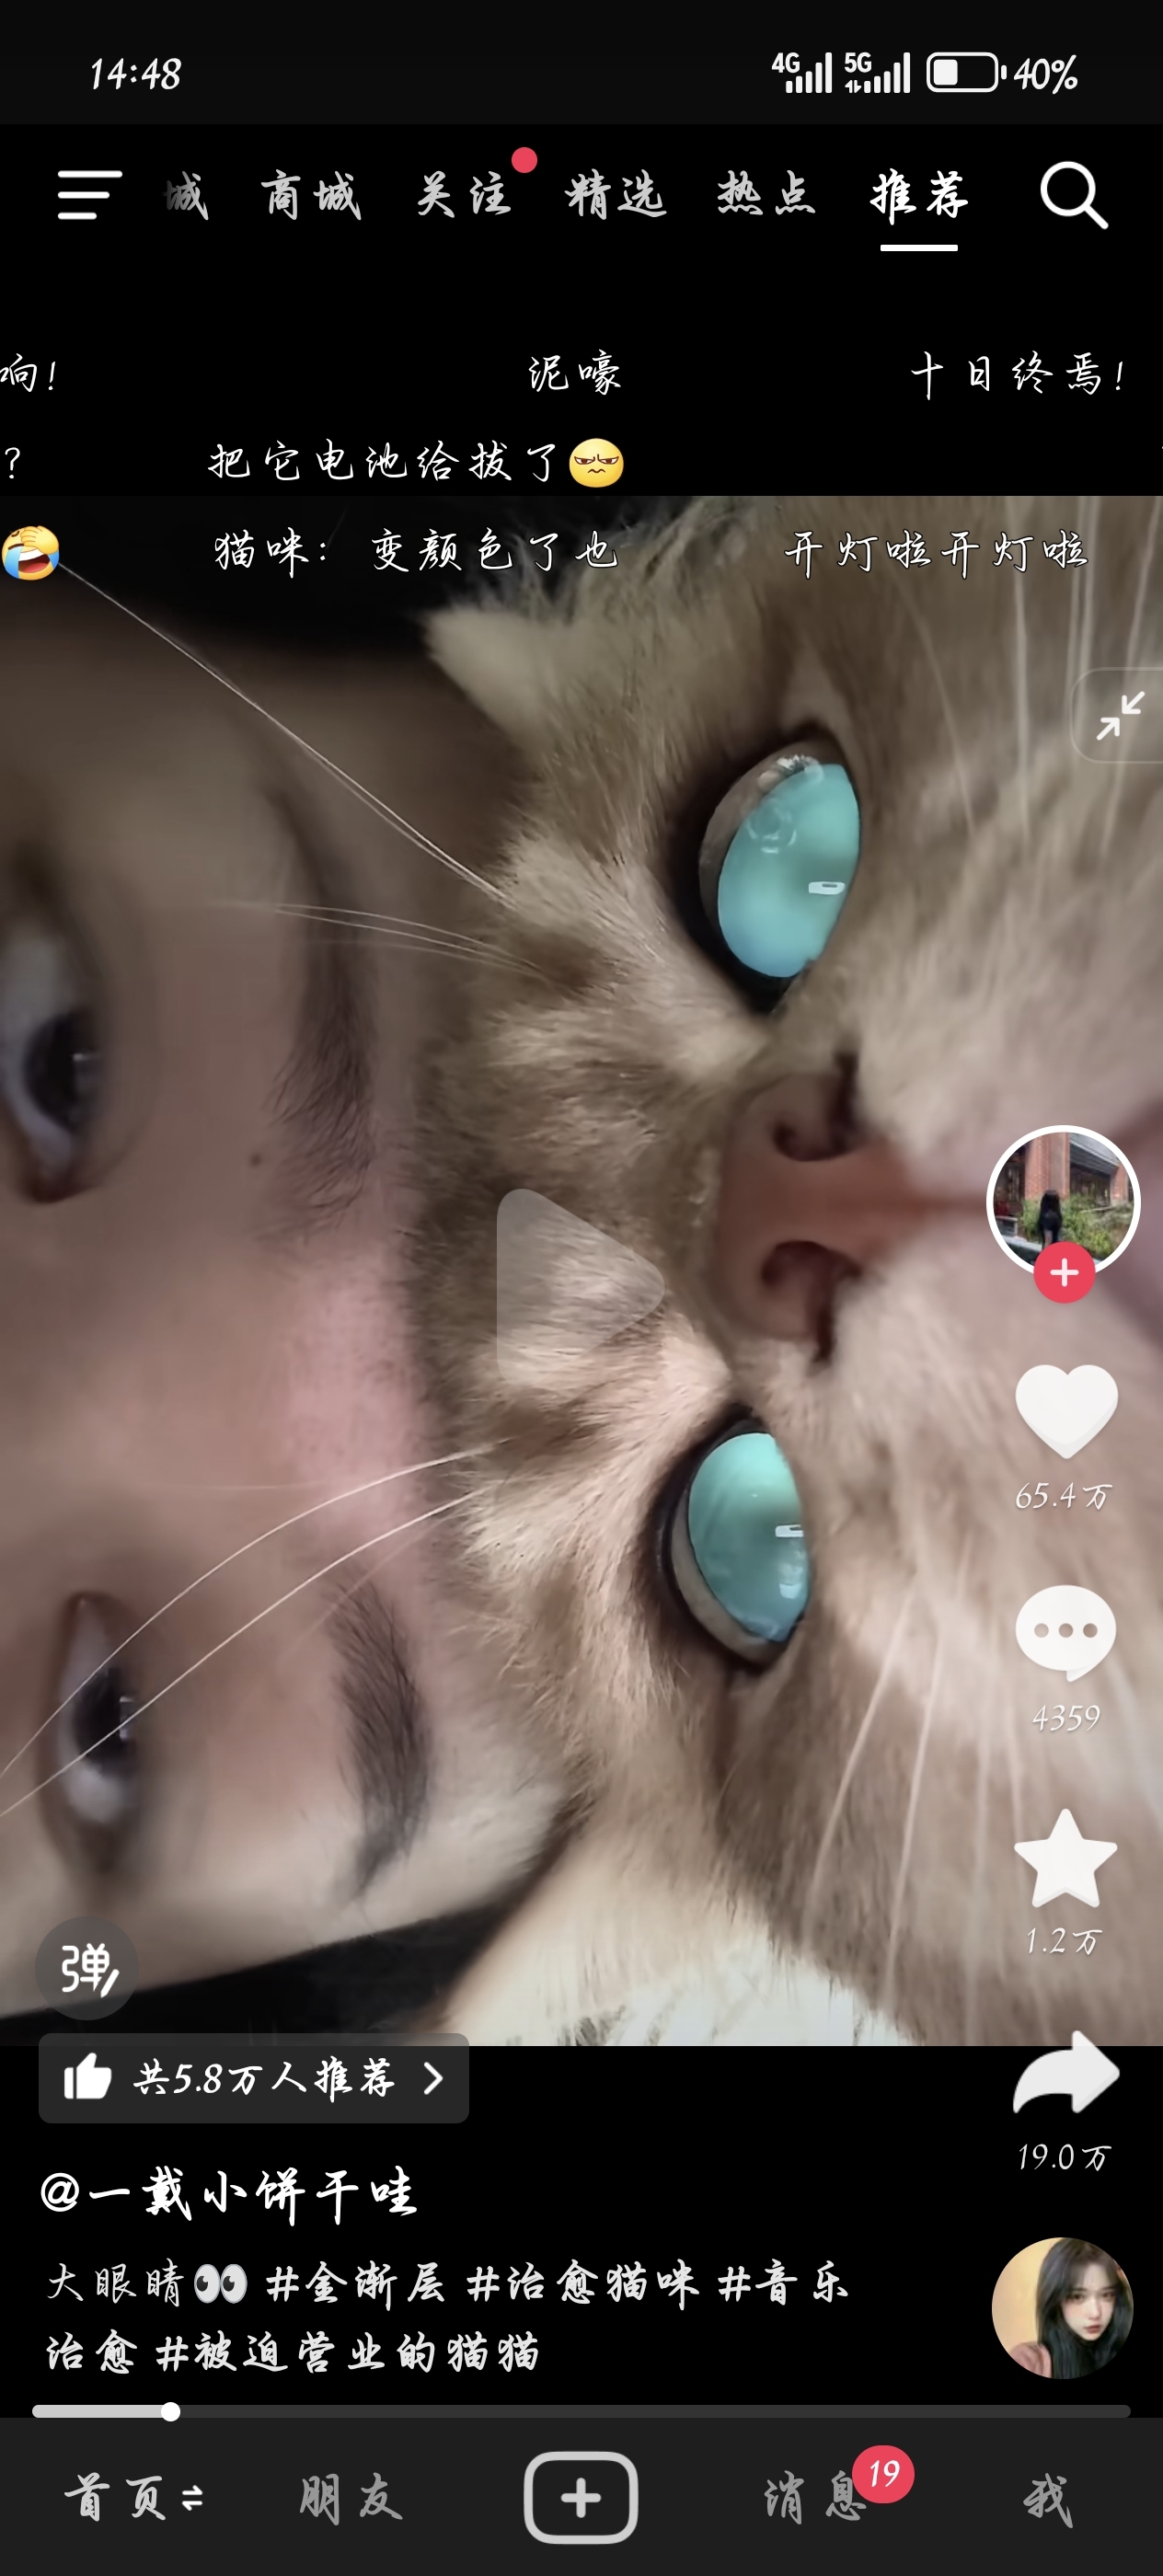 14:48 4G 5G 40%
城 商城 关注 精选 热点 推荐
响! 泥嚎 十日终焉!
? 把它电池给拔了
猫咪: 变颜色了也 开灯啦开灯啦
65.4万
4359
1.2万
弹
共5.8万人推荐
19.0万
@一戴小饼干哇
大眼睛👀 #金渐层 #治愈猫咪 #音乐
治愈 #被迫营业的猫猫
首页 朋友 消息 19 我